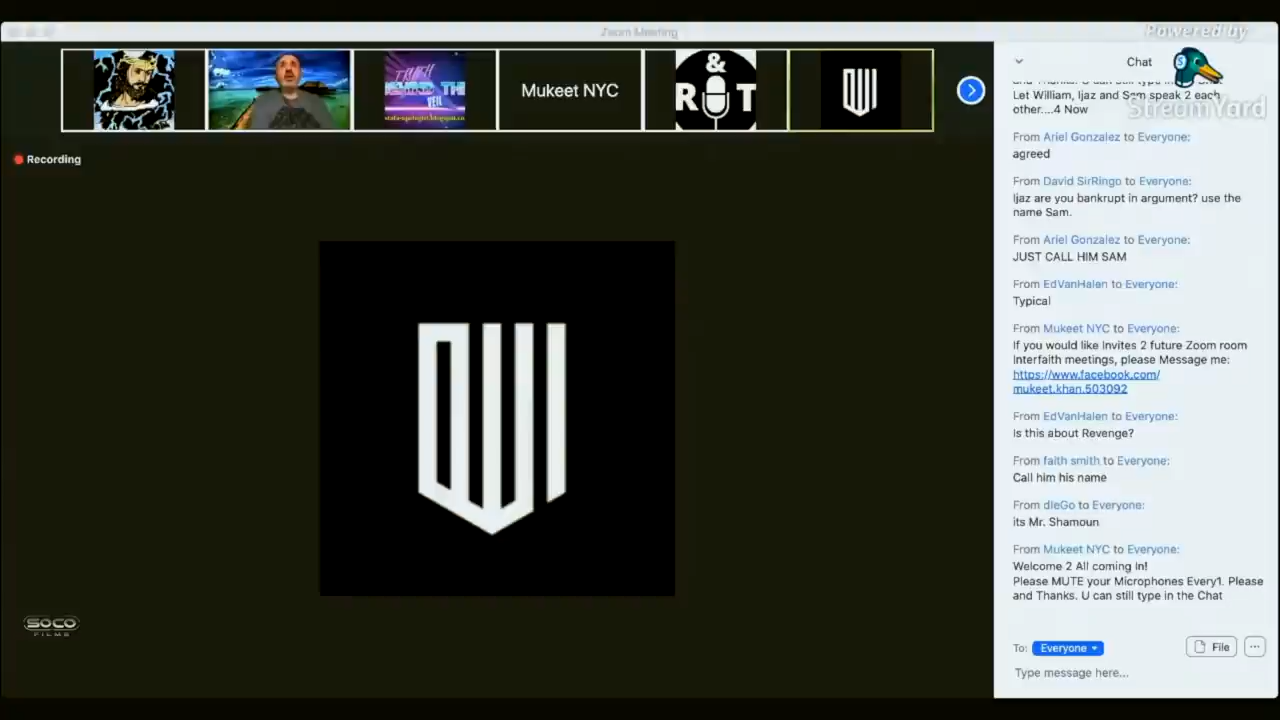 Zoom Meeting
Powered by
StreamYard
TRUTH
BEHIND THE
VEIL
Mukeet NYC
&
R T
Recording
DWI
SOCO
FILMS
Chat
Let William, Ijaz and Sam speak 2 each
other....4 Now
From Ariel Gonzalez to Everyone:
agreed
From David SirRingo to Everyone:
Ijaz are you bankrupt in argument? use the
name Sam.
From Ariel Gonzalez to Everyone:
JUST CALL HIM SAM
From EdVanHalen to Everyone:
Typical
From Mukeet NYC to Everyone:
If you would like Invites 2 future Zoom room
Interfaith meetings, please Message me:
https://www.facebook.com/
mukeet.khan.503092
From EdVanHalen to Everyone:
Is this about Revenge?
From faith smith to Everyone:
Call him his name
From dIeGo to Everyone:
its Mr. Shamoun
From Mukeet NYC to Everyone:
Welcome 2 All coming In!
Please MUTE your Microphones Every1. Please
and Thanks. U can still type in the Chat
To: Everyone
File
Type message here...